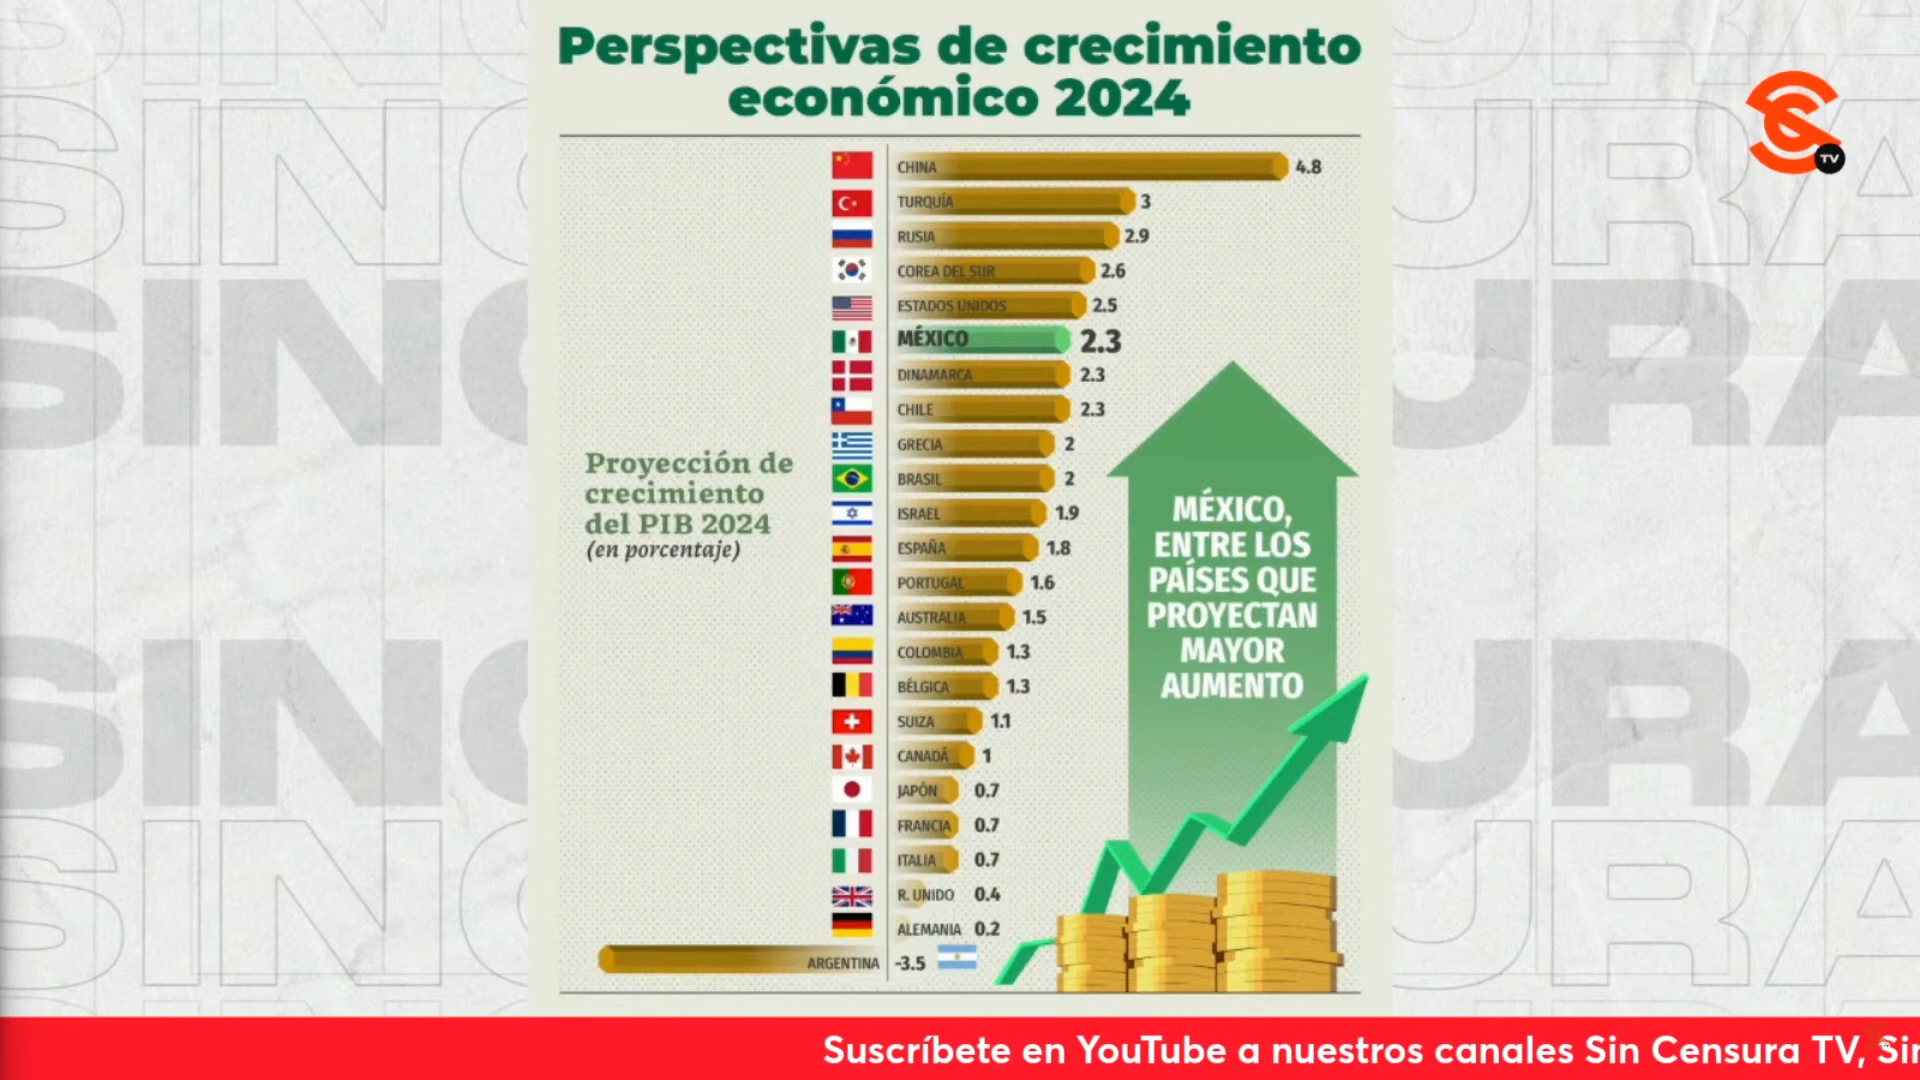 Perspectivas de crecimiento
económico 2024
TV
CHINA 4.8
TURQUÍA 3
RUSIA 2.9
COREA DEL SUR 2.6
ESTADOS UNIDOS 2.5
MÉXICO 2.3
DINAMARCA 2.3
CHILE 2.3
GRECIA 2
BRASIL 2
ISRAEL 1.9
ESPAÑA 1.8
PORTUGAL 1.6
AUSTRALIA 1.5
COLOMBIA 1.3
BÉLGICA 1.3
SUIZA 1.1
CANADÁ 1
JAPÓN 0.7
FRANCIA 0.7
ITALIA 0.7
R. UNIDO 0.4
ALEMANIA 0.2
ARGENTINA -3.5
Proyección de
crecimiento
del PIB 2024
(en porcentaje)
MÉXICO,
ENTRE LOS
PAÍSES QUE
PROYECTAN
MAYOR
AUMENTO
Suscríbete en YouTube a nuestros canales Sin Censura TV,